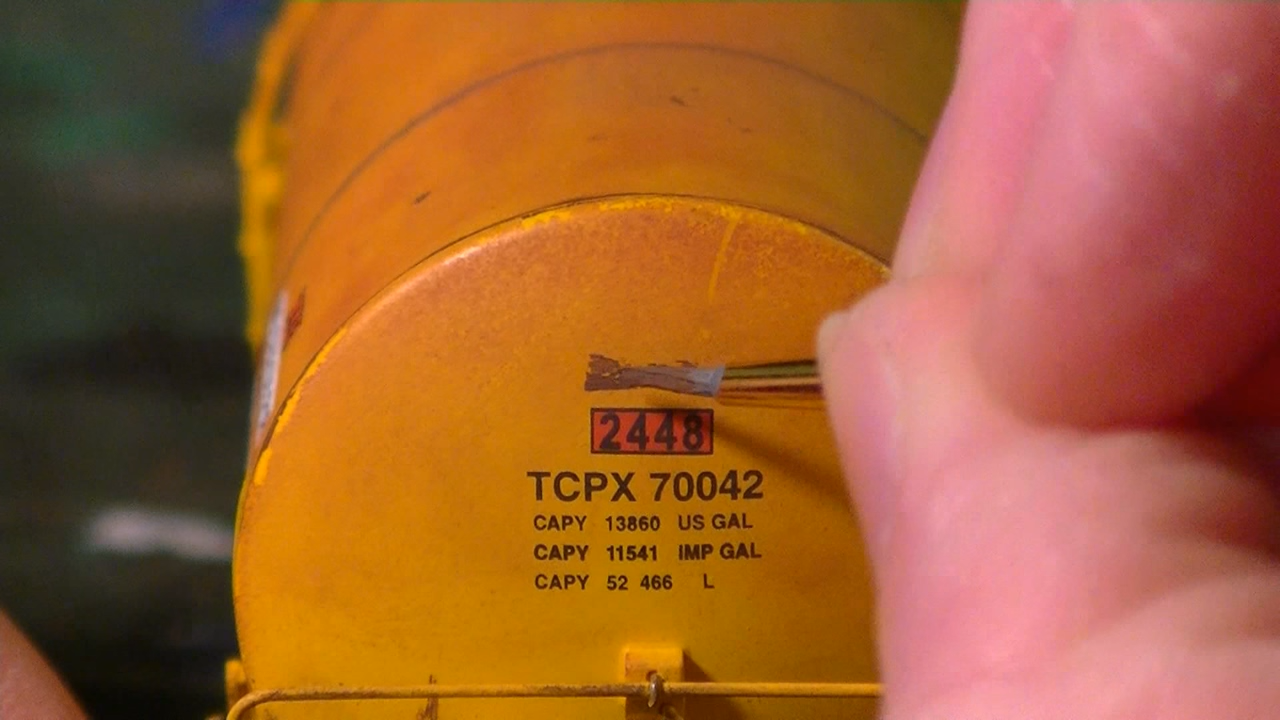 2448
TCPX 70042
CAPY 13860 US GAL
CAPY 11541 IMP GAL
CAPY 52 466 L